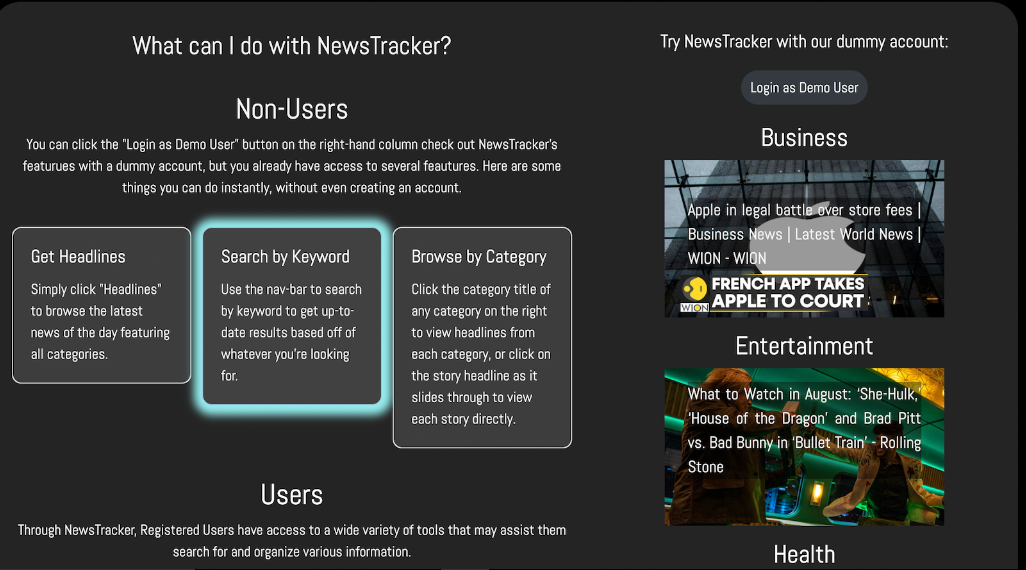 What can I do with NewsTracker?
Non-Users
You can click the "Login as Demo User" button on the right-hand column check out NewsTracker's
featurues with a dummy account, but you already have access to several feautures. Here are some
things you can do instantly, without even creating an account.
Get Headlines
Simply click "Headlines"
to browse the latest
news of the day featuring
all categories.
Search by Keyword
Use the nav-bar to search
by keyword to get up-to-
date results based off of
whatever you're looking
for.
Browse by Category
Click the category title of
any category on the right
to view headlines from
each category, or click on
the story headline as it
slides through to view
each story directly.
Users
Through NewsTracker, Registered Users have access to a wide variety of tools that may assist them
search for and organize various information.
Try NewsTracker with our dummy account:
Login as Demo User
Business
Apple in legal battle over store fees |
Business News | Latest World News |
WION - WION
WION
FRENCH APP TAKES
APPLE TO COURT
Entertainment
What to Watch in August: ‘She-Hulk,’
‘House of the Dragon’ and Brad Pitt
vs. Bad Bunny in ‘Bullet Train’ - Rolling
Stone
Health